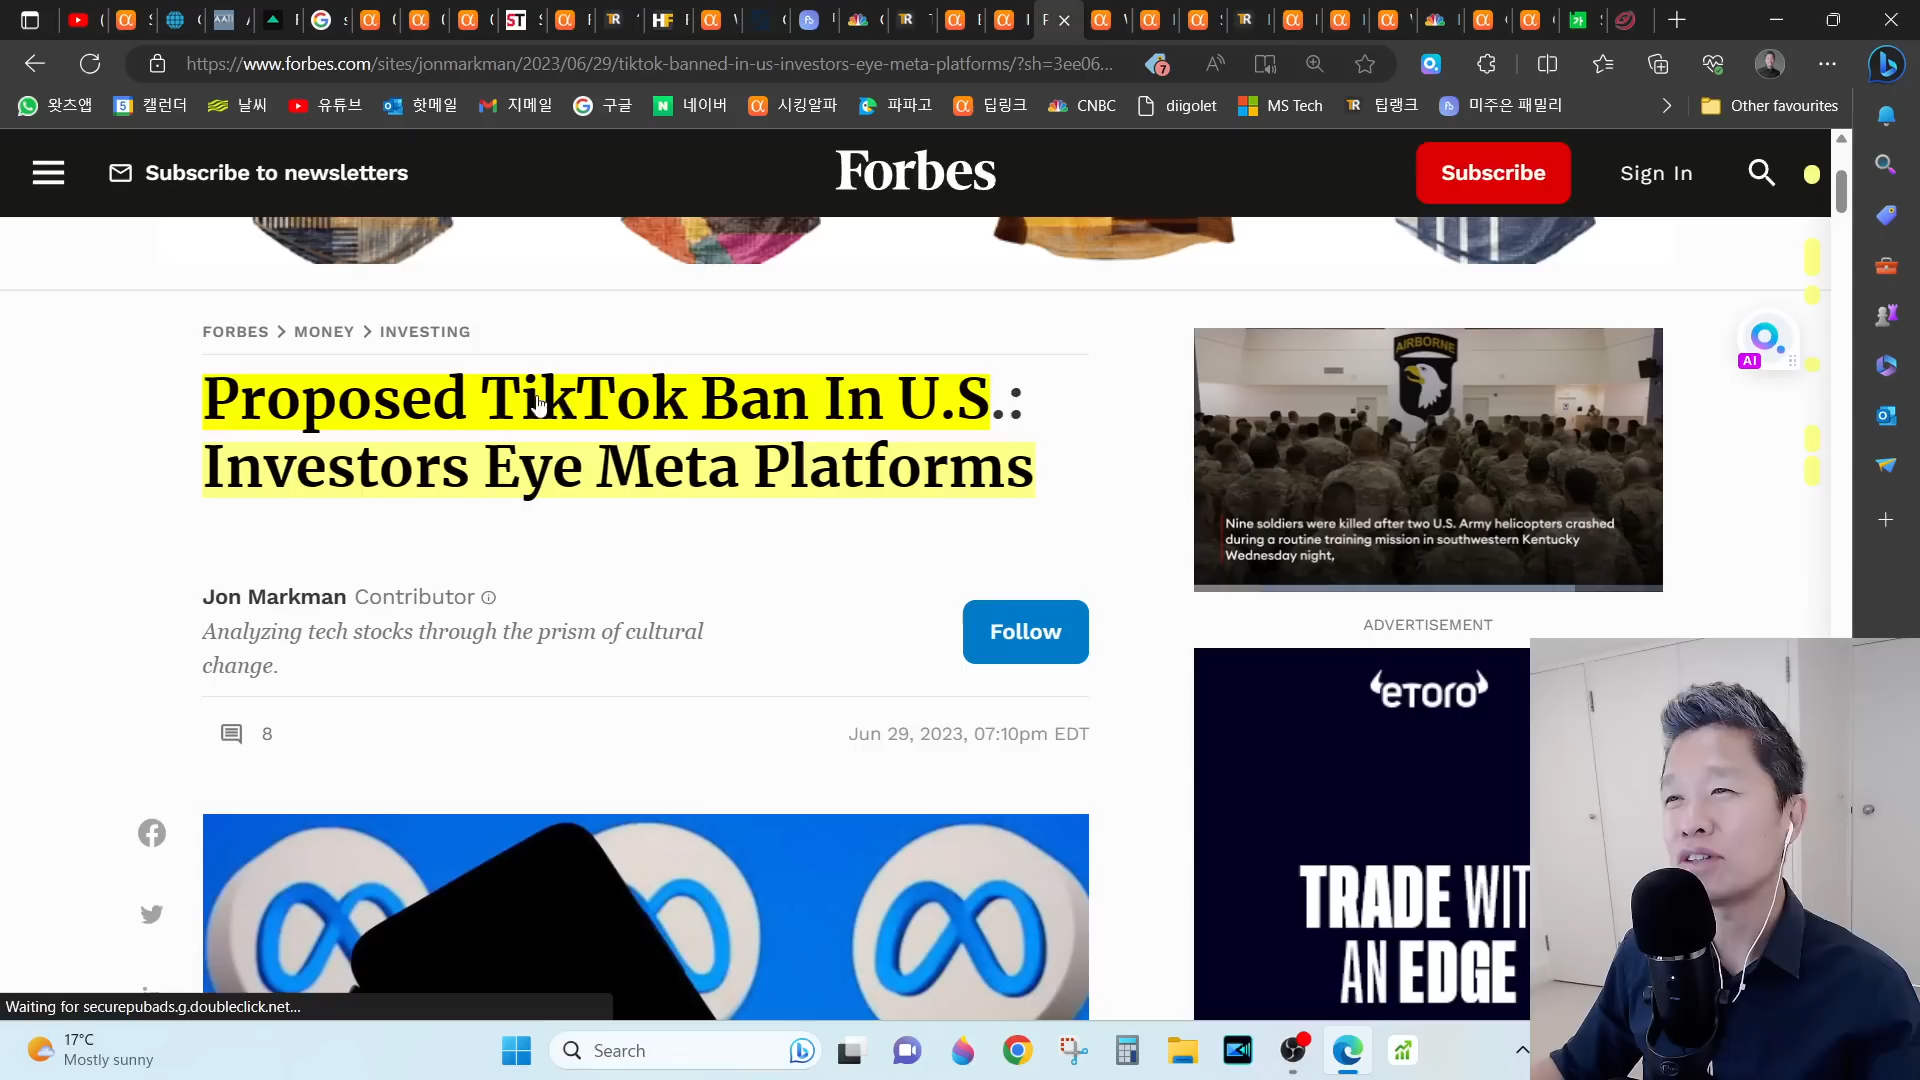 https://www.forbes.com/sites/jonmarkman/2023/06/29/tiktok-banned-in-us-investors-eye-meta-platforms/?sh=3ee06...
7
왓츠앱
5
캘린더
날씨
유튜브
핫메일
지메일
구글
N
네이버
시킹알파
파파고
딥링크
CNBC
diigolet
MS Tech
TR
팁랭크
미주은 패밀리
Other favourites
Subscribe to newsletters
Forbes
Subscribe
Sign In
FORBES > MONEY > INVESTING
Proposed TikTok Ban In U.S.:
Investors Eye Meta Platforms
Jon Markman Contributor
Analyzing tech stocks through the prism of cultural
change.
Follow
8
Jun 29, 2023, 07:10pm EDT
AIRBORNE
Nine soldiers were killed after two U.S. Army helicopters crashed
during a routine training mission in southwestern Kentucky
Wednesday night,
AI
ADVERTISEMENT
eToro
TRADE WIT
AN EDGE
Waiting for securepubads.g.doubleclick.net...
17°C
Mostly sunny
Search